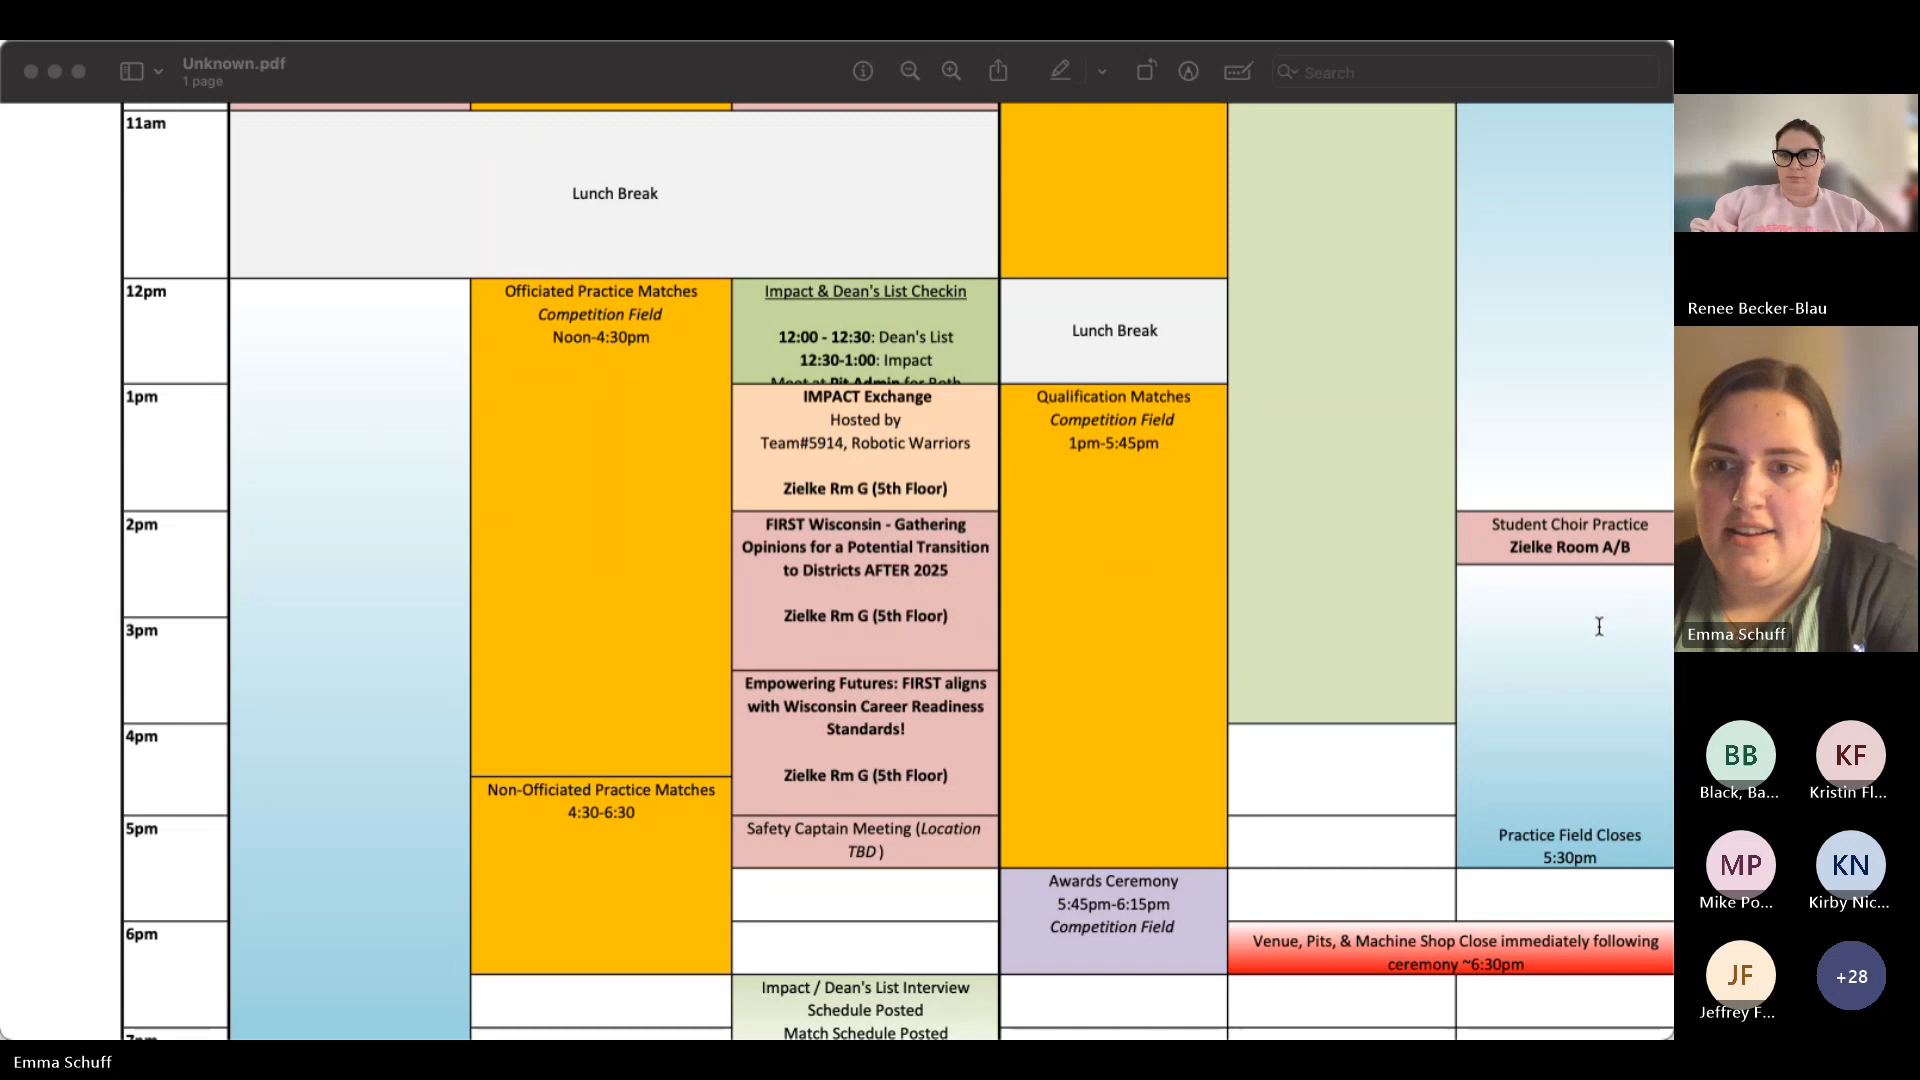 Unknown.pdf
1 page
Search
11am
Lunch Break
12pm
Officiated Practice Matches
Competition Field
Noon-4:30pm
Impact & Dean's List Checkin
12:00 - 12:30: Dean's List
12:30-1:00: Impact
Meet at Pit Admin for Both
Lunch Break
1pm
IMPACT Exchange
Hosted by
Team#5914, Robotic Warriors
Zielke Rm G (5th Floor)
Qualification Matches
Competition Field
1pm-5:45pm
2pm
FIRST Wisconsin - Gathering
Opinions for a Potential Transition
to Districts AFTER 2025
Zielke Rm G (5th Floor)
Student Choir Practice
Zielke Room A/B
3pm
Empowering Futures: FIRST aligns
with Wisconsin Career Readiness
Standards!
Zielke Rm G (5th Floor)
4pm
Non-Officiated Practice Matches
4:30-6:30
5pm
Safety Captain Meeting (Location
TBD )
Practice Field Closes
5:30pm
Awards Ceremony
5:45pm-6:15pm
Competition Field
6pm
Venue, Pits, & Machine Shop Close immediately following
ceremony ~6:30pm
Impact / Dean's List Interview
Schedule Posted
Match Schedule Posted
7pm
Renee Becker-Blau
Emma Schuff
BB
Black, Ba...
KF
Kristin Fl...
MP
Mike Po...
KN
Kirby Nic...
JF
Jeffrey F...
+28
Emma Schuff